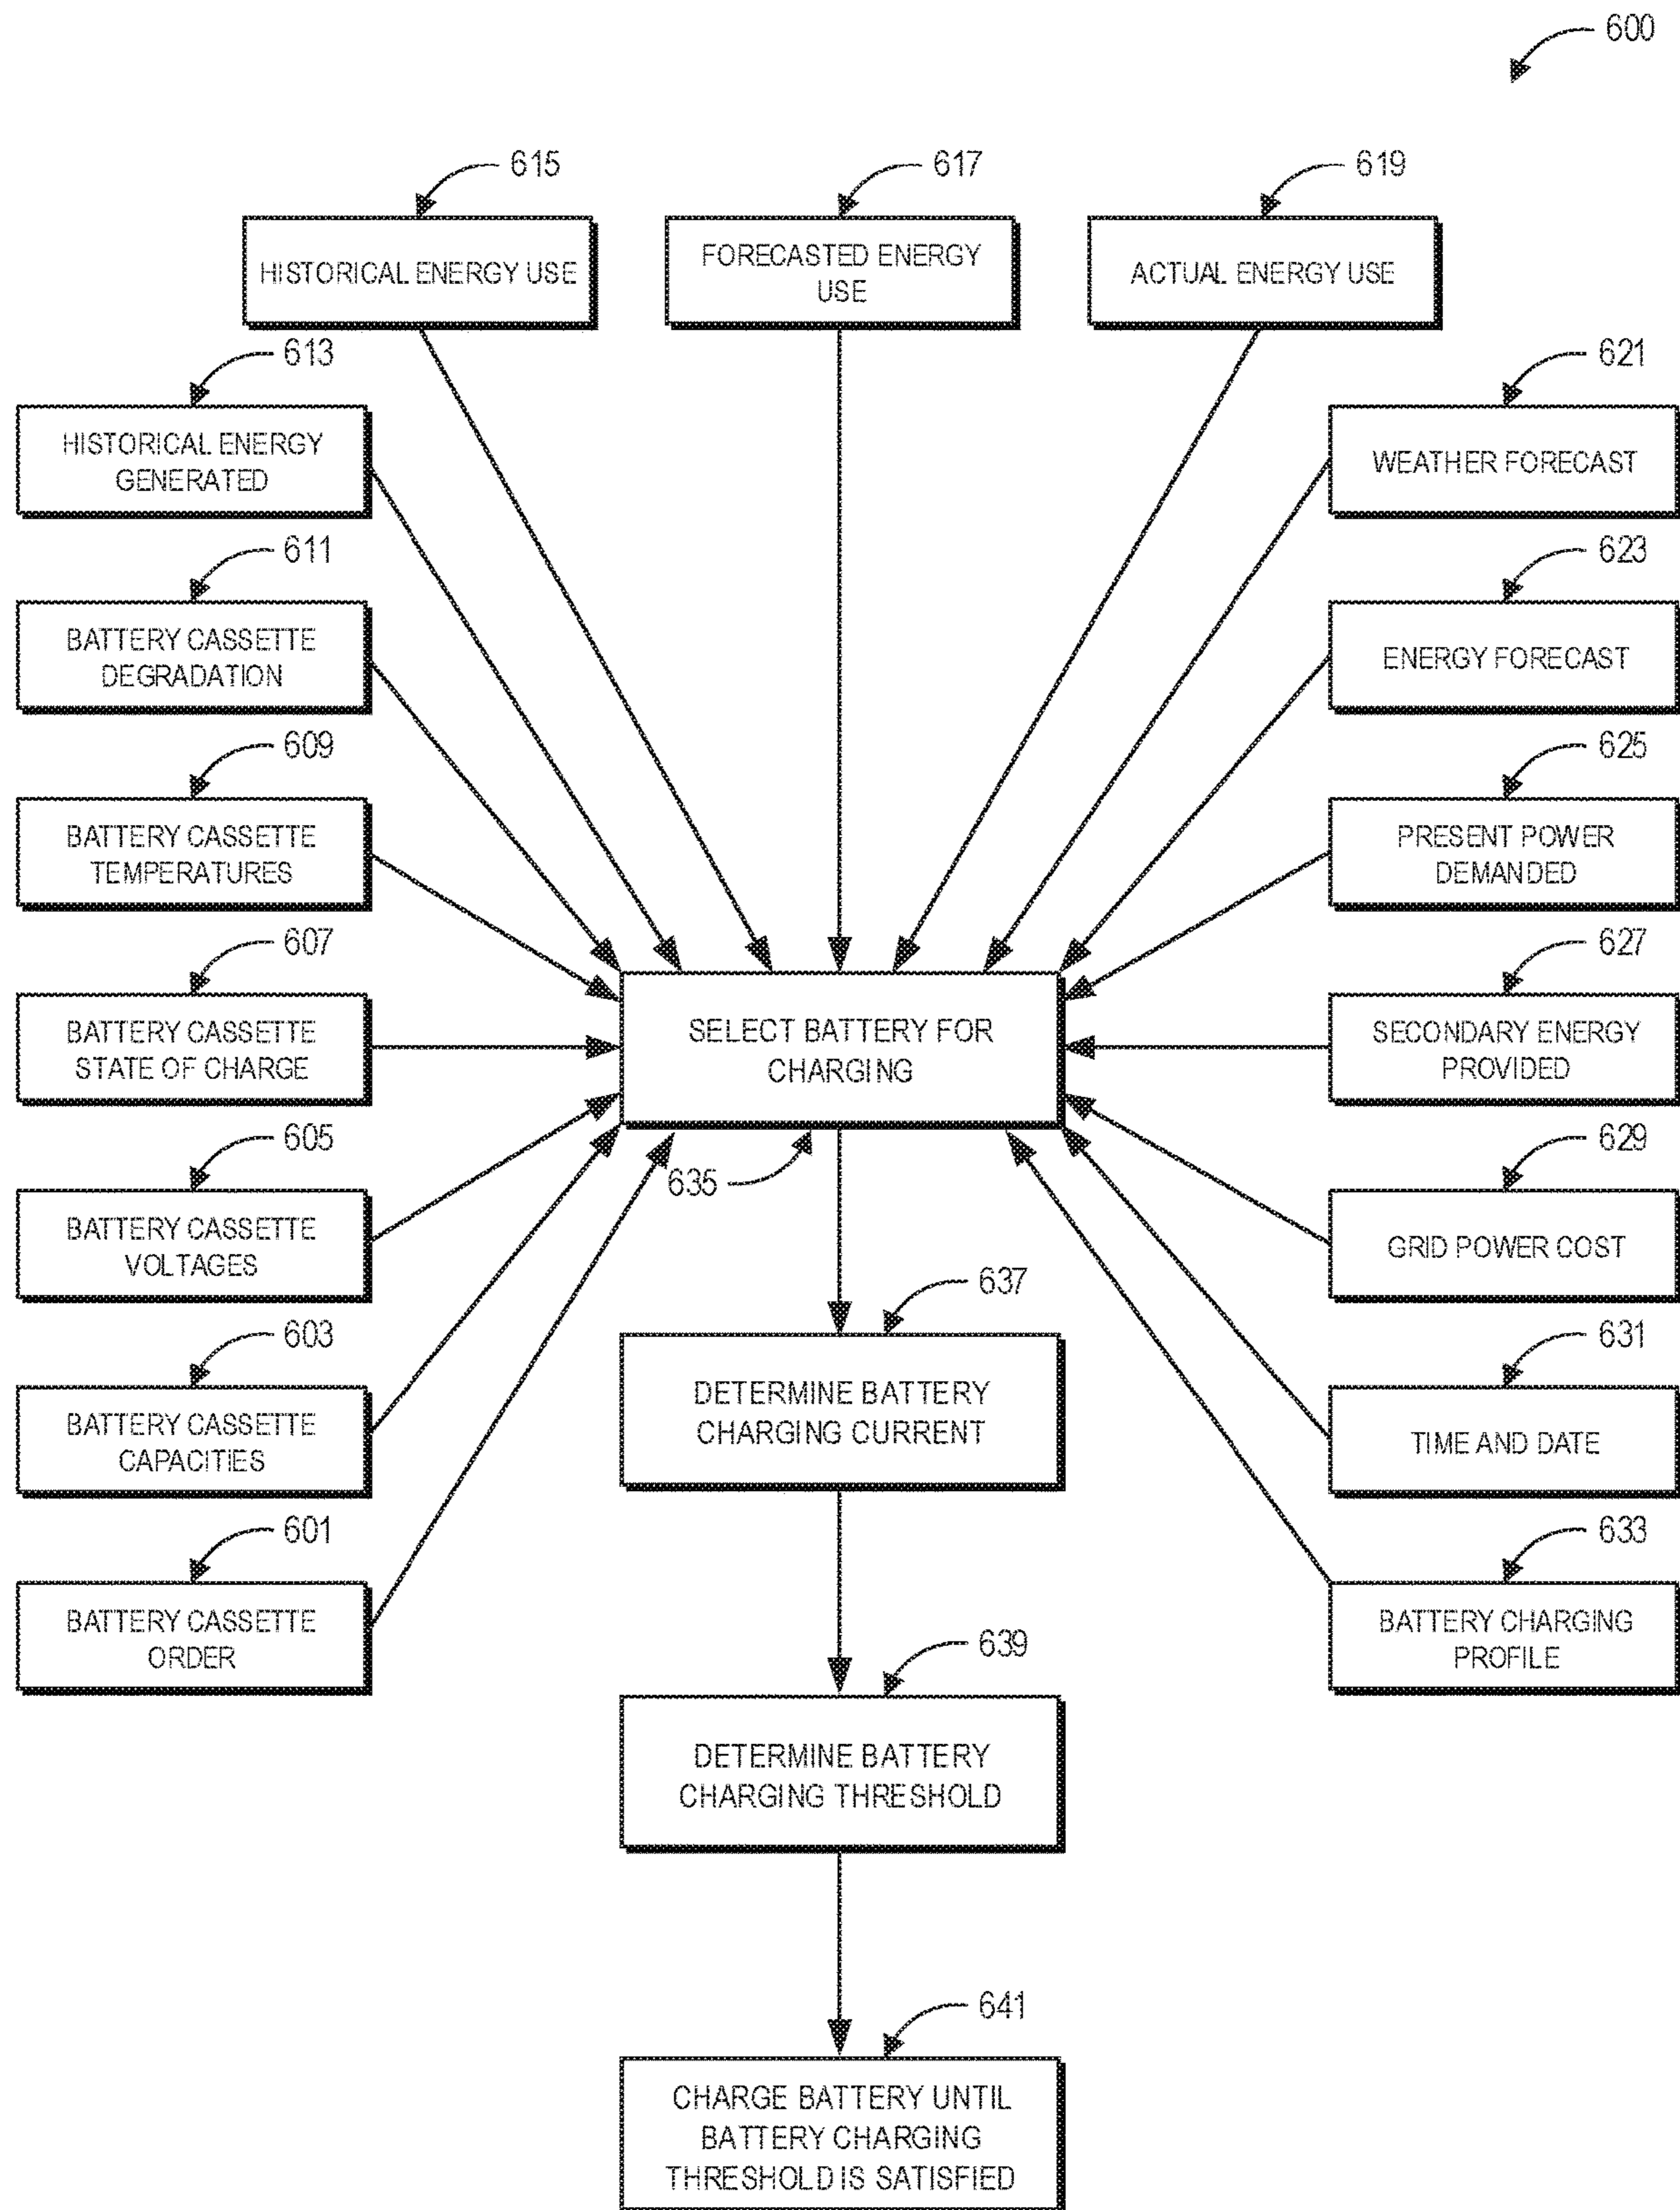 600
615
617
619
HISTORICAL ENERGY USE
FORECASTED ENERGY
USE
ACTUAL ENERGY USE
613
621
HISTORICAL ENERGY
GENERATED
WEATHER FORECAST
611
623
BATTERY CASSETTE
DEGRADATION
ENERGY FORECAST
609
625
BATTERY CASSETTE
TEMPERATURES
PRESENT POWER
DEMANDED
607
627
BATTERY CASSETTE
STATE OF CHARGE
SELECT BATTERY FOR
CHARGING
SECONDARY ENERGY
PROVIDED
605
635
629
BATTERY CASSETTE
VOLTAGES
GRID POWER COST
603
637
631
BATTERY CASSETTE
CAPACITIES
DETERMINE BATTERY
CHARGING CURRENT
TIME AND DATE
601
633
BATTERY CASSETTE
ORDER
BATTERY CHARGING
PROFILE
639
DETERMINE BATTERY
CHARGING THRESHOLD
641
CHARGE BATTERY UNTIL
BATTERY CHARGING
THRESHOLD IS SATISFIED